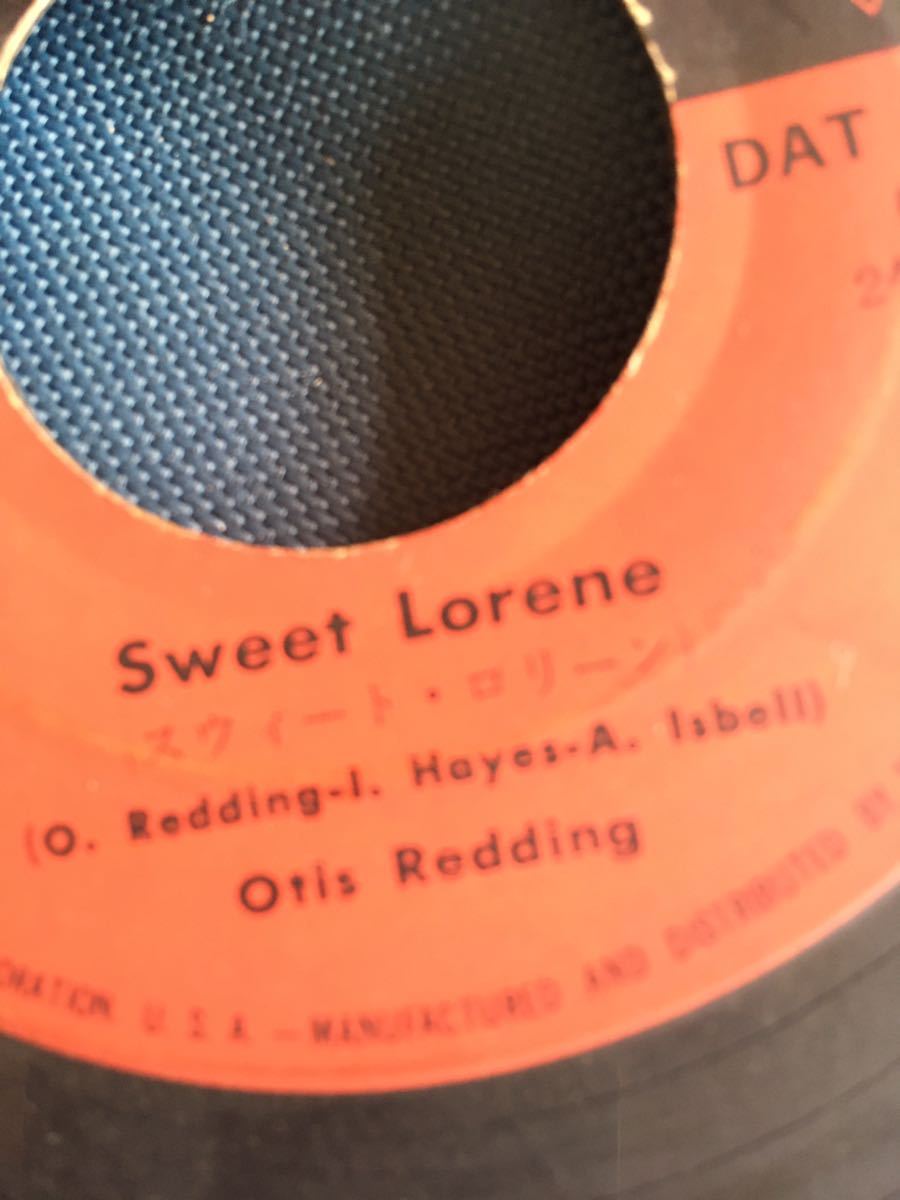 DAT
Sweet Lorene
(スウィート・ロリーン)
(O. Redding-I. Hayes-A. Isbell)
Otis Redding
U S A – MANUFACTURED AND DISTRIBUTED BY